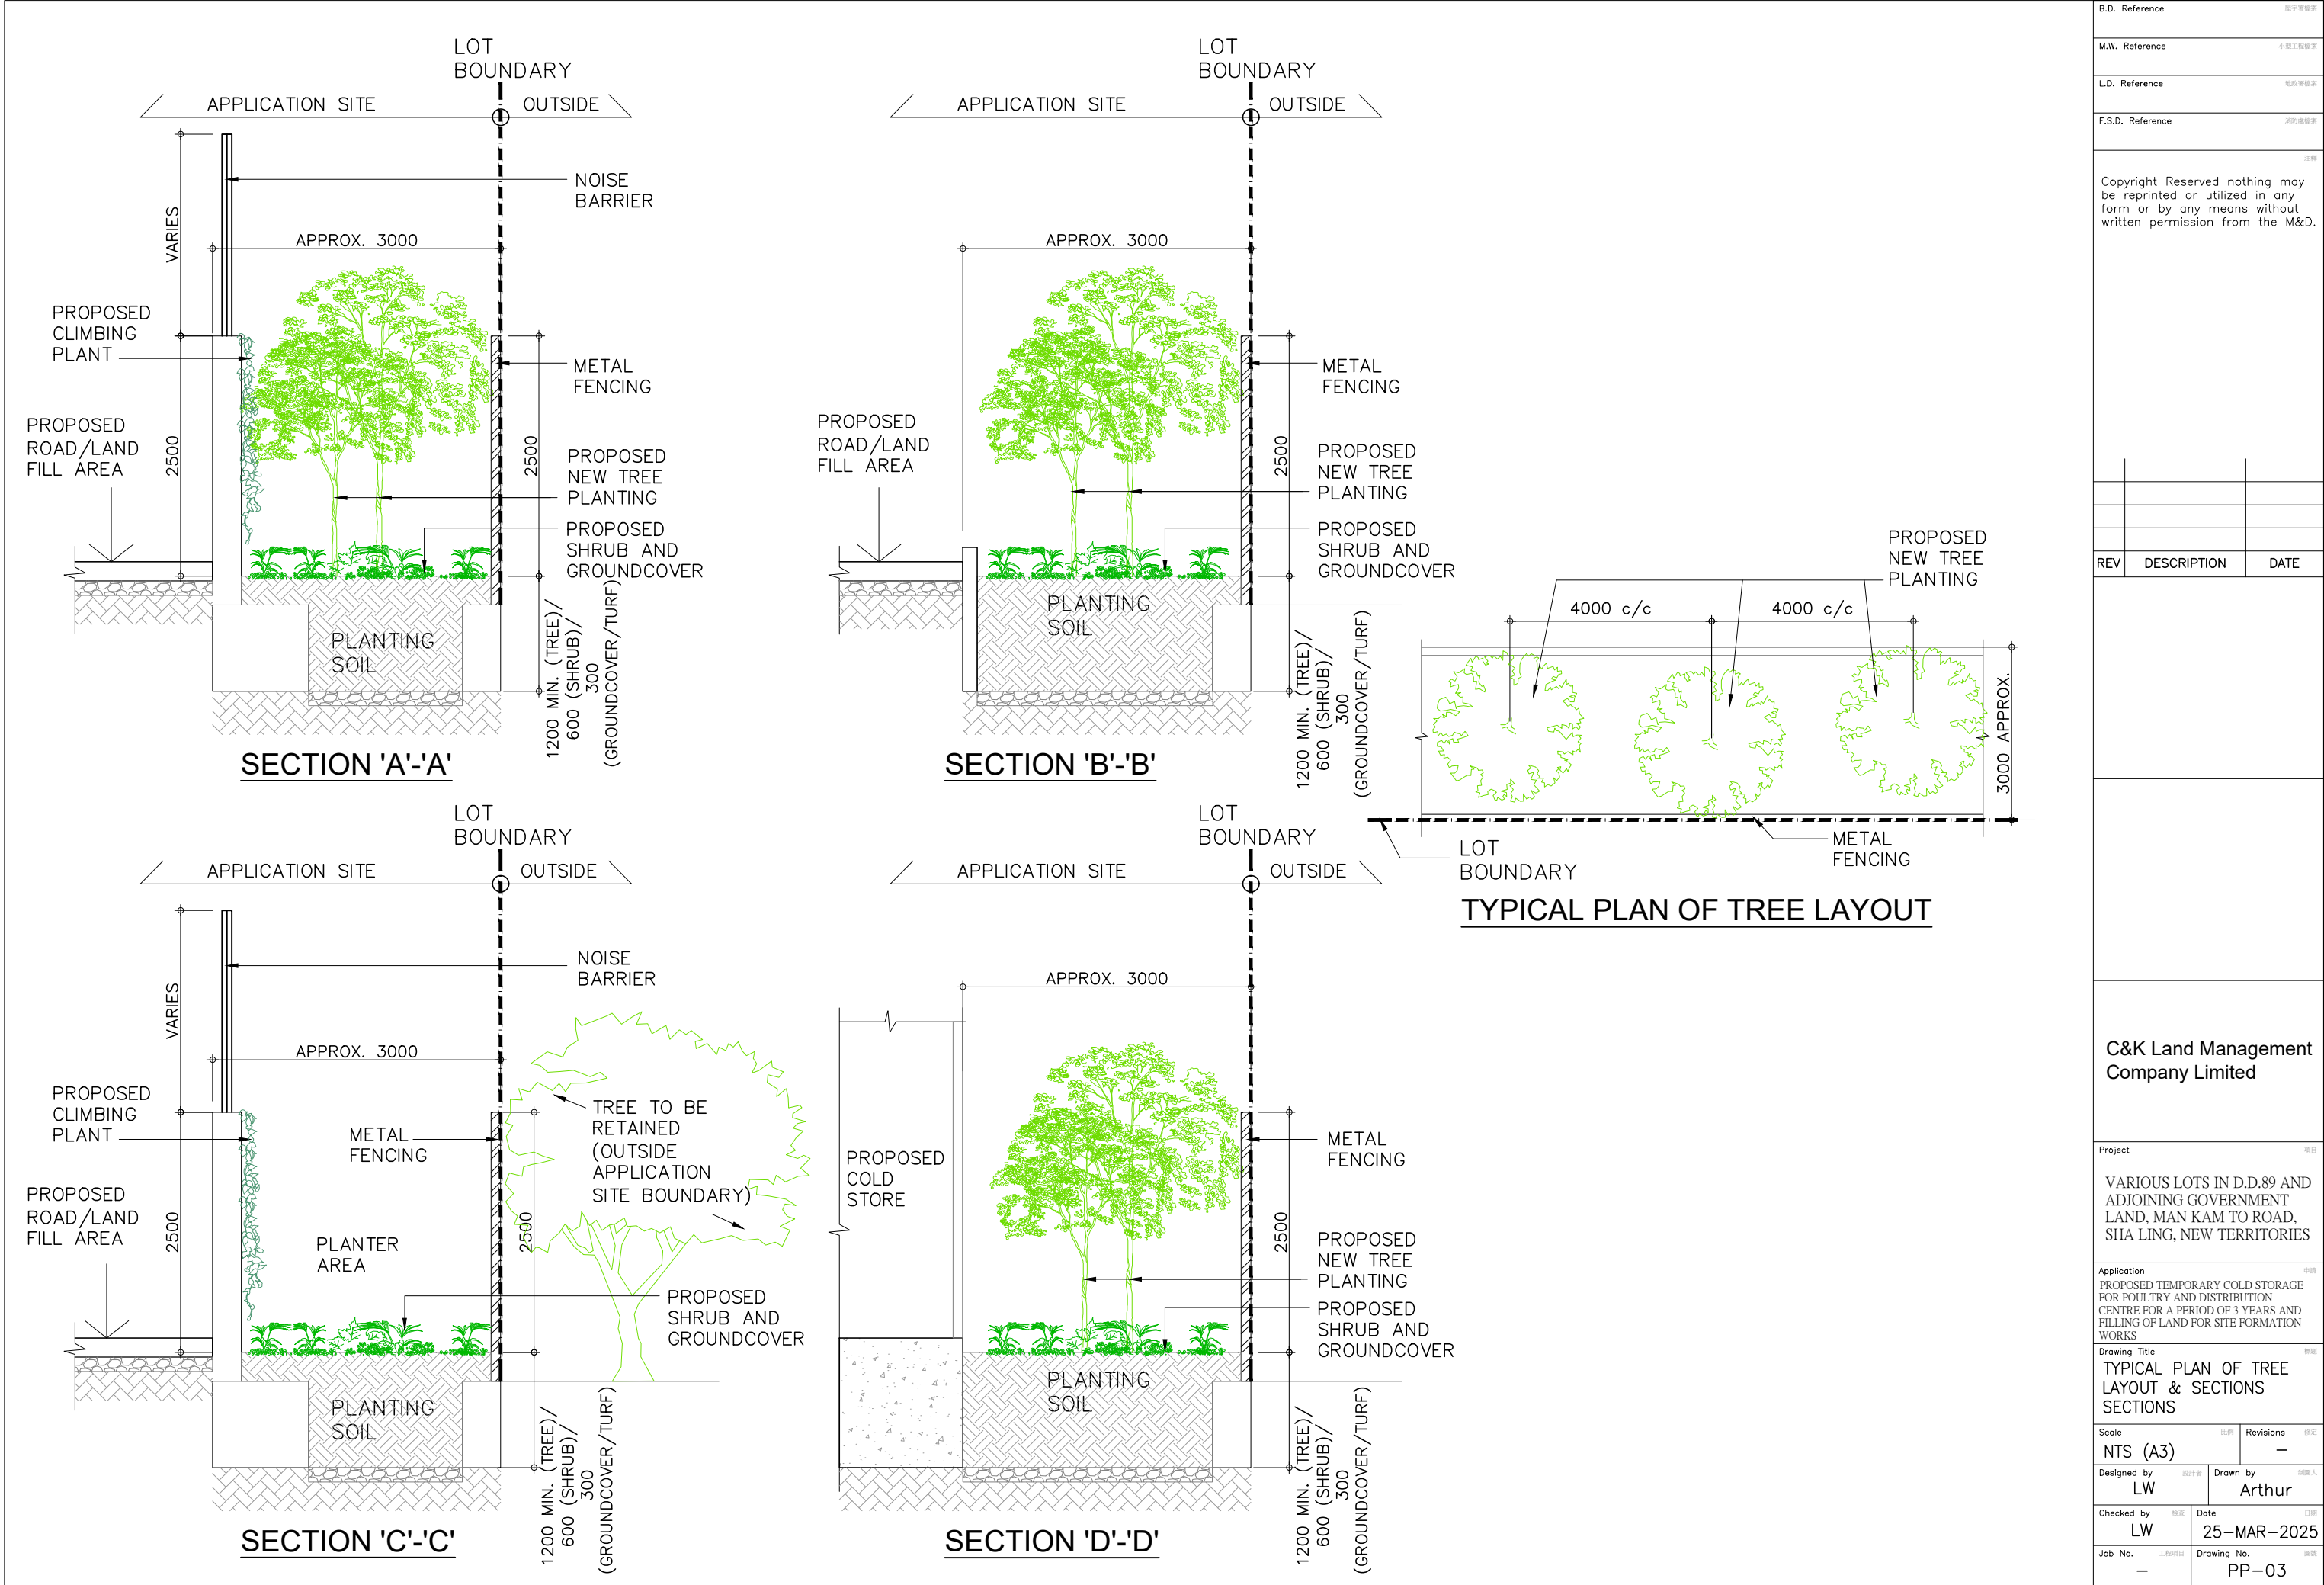 LOT
BOUNDARY
APPLICATION SITE
OUTSIDE
NOISE
BARRIER
VARIES
APPROX. 3000
PROPOSED
CLIMBING
PLANT
METAL
FENCING
PROPOSED
ROAD/LAND
FILL AREA
2500
2500
PROPOSED
NEW TREE
PLANTING
PROPOSED
SHRUB AND
GROUNDCOVER
PLANTING
SOIL
1200 MIN. (TREE)/
600 (SHRUB)/
300
(GROUNDCOVER/TURF)
SECTION 'A'-'A'
LOT
BOUNDARY
APPLICATION SITE
OUTSIDE
APPROX. 3000
METAL
FENCING
PROPOSED
ROAD/LAND
FILL AREA
2500
PROPOSED
NEW TREE
PLANTING
PROPOSED
SHRUB AND
GROUNDCOVER
PLANTING
SOIL
1200 MIN. (TREE)/
600 (SHRUB)/
300
(GROUNDCOVER/TURF)
SECTION 'B'-'B'
PROPOSED
NEW TREE
PLANTING
4000 c/c
4000 c/c
3000 APPROX.
METAL
FENCING
LOT
BOUNDARY
TYPICAL PLAN OF TREE LAYOUT
LOT
BOUNDARY
APPLICATION SITE
OUTSIDE
NOISE
BARRIER
VARIES
APPROX. 3000
PROPOSED
CLIMBING
PLANT
METAL
FENCING
TREE TO BE
RETAINED
(OUTSIDE
APPLICATION
SITE BOUNDARY)
PROPOSED
ROAD/LAND
FILL AREA
2500
2500
PLANTER
AREA
PROPOSED
SHRUB AND
GROUNDCOVER
PLANTING
SOIL
1200 MIN. (TREE)/
600 (SHRUB)/
300
(GROUNDCOVER/TURF)
SECTION 'C'-'C'
LOT
BOUNDARY
APPLICATION SITE
OUTSIDE
APPROX. 3000
PROPOSED
COLD
STORE
METAL
FENCING
2500
PROPOSED
NEW TREE
PLANTING
PROPOSED
SHRUB AND
GROUNDCOVER
PLANTING
SOIL
1200 MIN. (TREE)/
600 (SHRUB)/
300
(GROUNDCOVER/TURF)
SECTION 'D'-'D'
B.D. Reference
M.W. Reference
L.D. Reference
F.S.D. Reference
Copyright Reserved nothing may
be reprinted or utilized in any
form or by any means without
written permission from the M&D.
REV DESCRIPTION DATE
C&K Land Management
Company Limited
Project
VARIOUS LOTS IN D.D.89 AND
ADJOINING GOVERNMENT
LAND, MAN KAM TO ROAD,
SHA LING, NEW TERRITORIES
Application
PROPOSED TEMPORARY COLD STORAGE
FOR POULTRY AND DISTRIBUTION
CENTRE FOR A PERIOD OF 3 YEARS AND
FILLING OF LAND FOR SITE FORMATION
WORKS
Drawing Title
TYPICAL PLAN OF TREE
LAYOUT & SECTIONS
SECTIONS
Scale Revisions
NTS (A3) –
Designed by Drawn by
LW Arthur
Checked by Date
LW 25-MAR-2025
Job No. Drawing No.
– PP-03